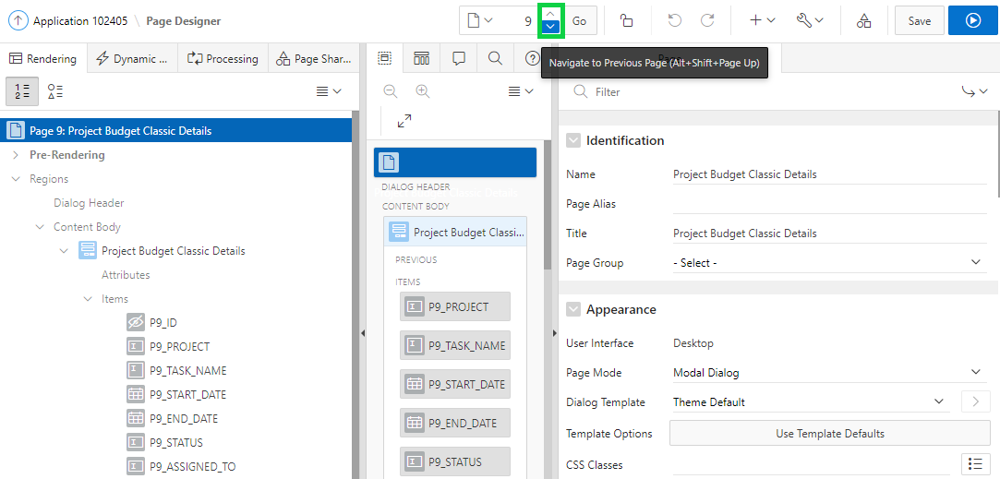 Application 102405 \ Page Designer
9
Go
Save
Rendering
Dynamic ...
Processing
Page Shar...
Navigate to Previous Page (Alt+Shift+Page Up)
Filter
Page 9: Project Budget Classic Details
Pre-Rendering
Regions
Dialog Header
Content Body
Project Budget Classic Details
Attributes
Items
P9_ID
P9_PROJECT
P9_TASK_NAME
P9_START_DATE
P9_END_DATE
P9_STATUS
P9_ASSIGNED_TO
DIALOG HEADER
CONTENT BODY
Project Budget Classi...
PREVIOUS
ITEMS
P9_PROJECT
P9_TASK_NAME
P9_START_DATE
P9_END_DATE
P9_STATUS
Identification
Name Project Budget Classic Details
Page Alias
Title Project Budget Classic Details
Page Group - Select -
Appearance
User Interface Desktop
Page Mode Modal Dialog
Dialog Template Theme Default
Template Options Use Template Defaults
CSS Classes